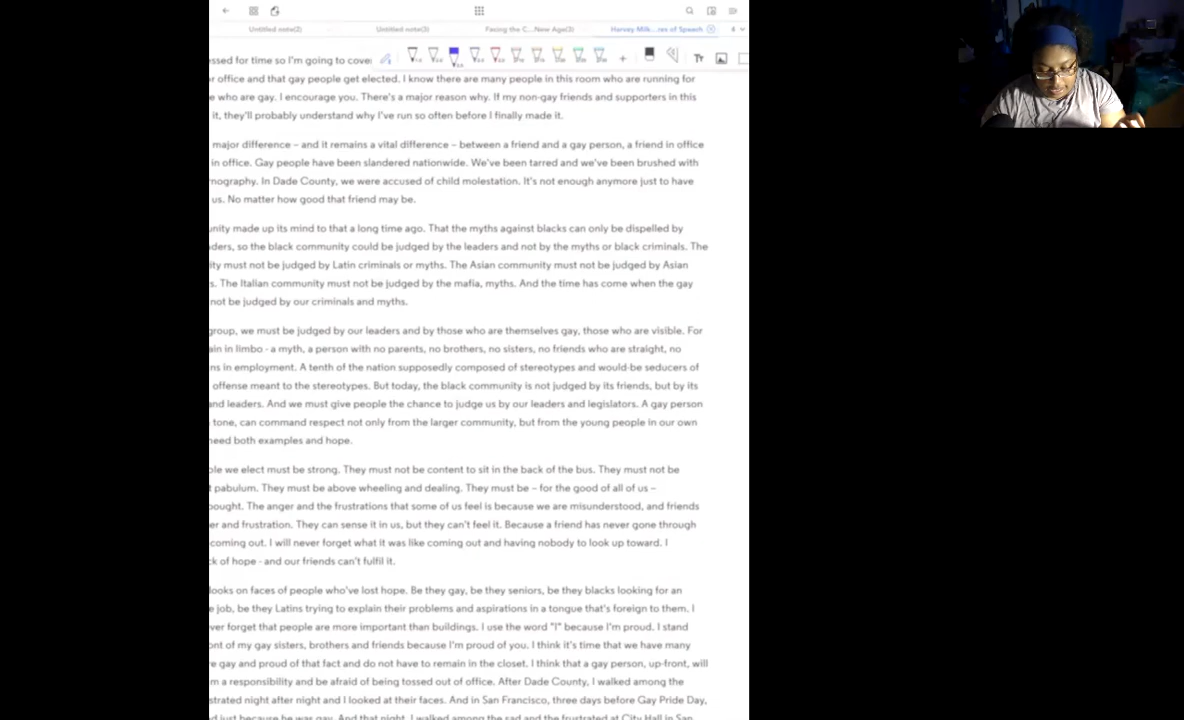 Untitled note(2) Untitled note(3) Facing the C...New Age(3) Harvey Milk...res of Speech 4
ssed for time so I'm going to cover
r office and that gay people get elected. I know there are many people in this room who are running for
e who are gay. I encourage you. There's a major reason why. If my non-gay friends and supporters in this
it, they'll probably understand why I've run so often before I finally made it.
major difference – and it remains a vital difference – between a friend and a gay person, a friend in office
in office. Gay people have been slandered nationwide. We've been tarred and we've been brushed with
nography. In Dade County, we were accused of child molestation. It's not enough anymore just to have
us. No matter how good that friend may be.
unity made up its mind to that a long time ago. That the myths against blacks can only be dispelled by
ders, so the black community could be judged by the leaders and not by the myths or black criminals. The
ity must not be judged by Latin criminals or myths. The Asian community must not be judged by Asian
s. The Italian community must not be judged by the mafia, myths. And the time has come when the gay
not be judged by our criminals and myths.
group, we must be judged by our leaders and by those who are themselves gay, those who are visible. For
ain in limbo - a myth, a person with no parents, no brothers, no sisters, no friends who are straight, no
ns in employment. A tenth of the nation supposedly composed of stereotypes and would-be seducers of
offense meant to the stereotypes. But today, the black community is not judged by its friends, but by its
and leaders. And we must give people the chance to judge us by our leaders and legislators. A gay person
tone, can command respect not only from the larger community, but from the young people in our own
need both examples and hope.
ple we elect must be strong. They must not be content to sit in the back of the bus. They must not be
pabulum. They must be above wheeling and dealing. They must be – for the good of all of us –
bought. The anger and the frustrations that some of us feel is because we are misunderstood, and friends
er and frustration. They can sense it in us, but they can't feel it. Because a friend has never gone through
coming out. I will never forget what it was like coming out and having nobody to look up toward. I
ck of hope - and our friends can't fulfil it.
looks on faces of people who've lost hope. Be they gay, be they seniors, be they blacks looking for an
e job, be they Latins trying to explain their problems and aspirations in a tongue that's foreign to them. I
ver forget that people are more important than buildings. I use the word "I" because I'm proud. I stand
ont of my gay sisters, brothers and friends because I'm proud of you. I think it's time that we have many
re gay and proud of that fact and do not have to remain in the closet. I think that a gay person, up-front, will
m a responsibility and be afraid of being tossed out of office. After Dade County, I walked among the
strated night after night and I looked at their faces. And in San Francisco, three days before Gay Pride Day,
d just because he was gay. And that night, I walked among the sad and the frustrated at City Hall in San